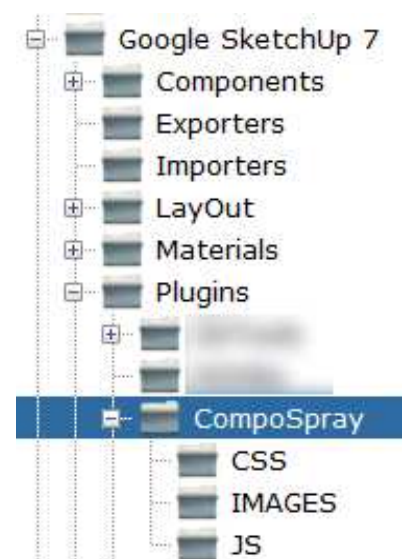 Google SketchUp 7
Components
Exporters
Importers
LayOut
Materials
Plugins
CompoSpray
CSS
IMAGES
JS